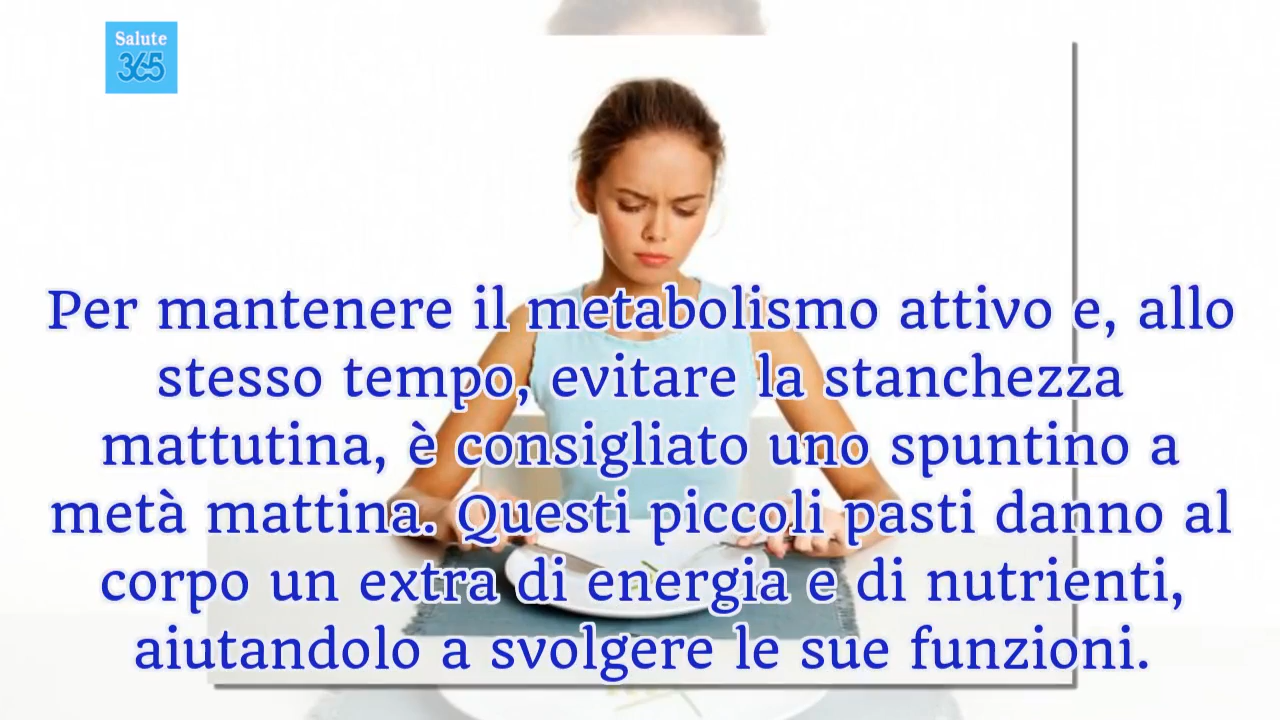 Salute
365
Per mantenere il metabolismo attivo e, allo
stesso tempo, evitare la stanchezza
mattutina, è consigliato uno spuntino a
metà mattina. Questi piccoli pasti danno al
corpo un extra di energia e di nutrienti,
aiutandolo a svolgere le sue funzioni.